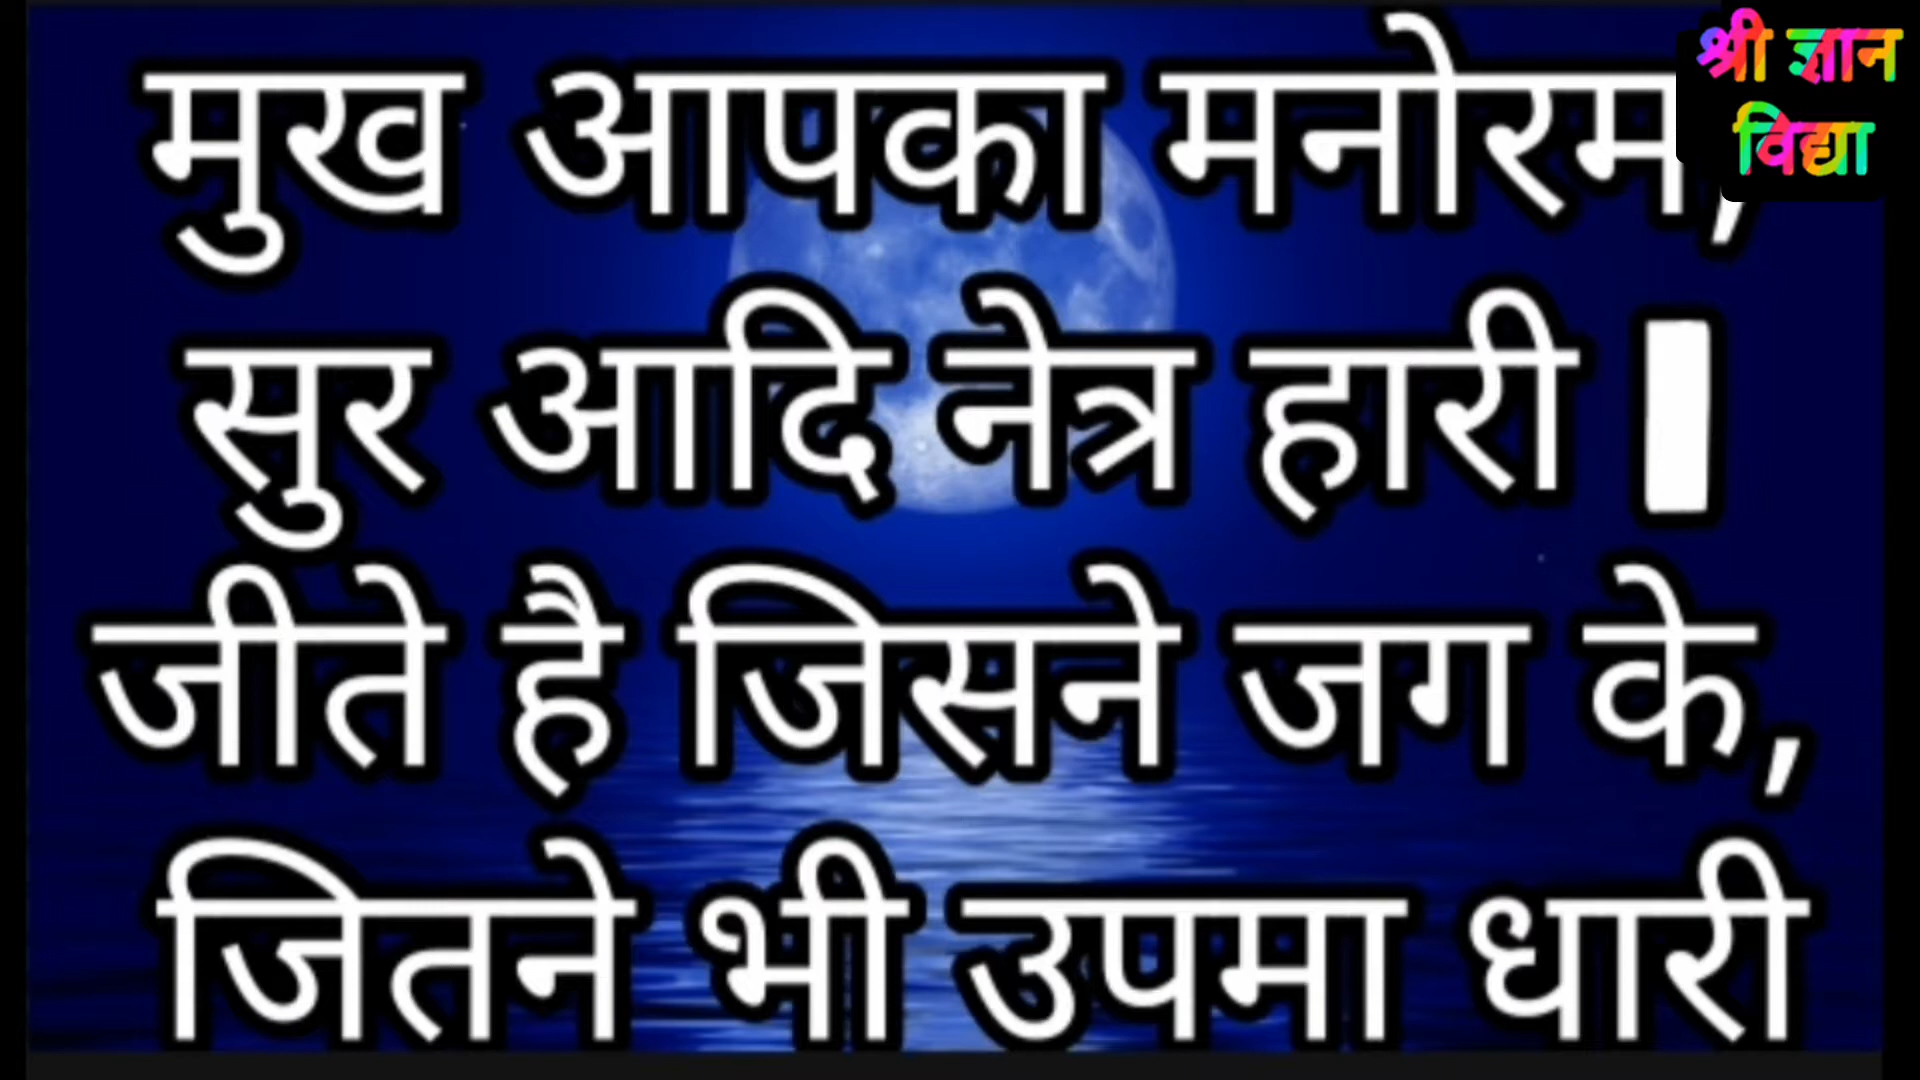 मुख आपका मनोरम,
सुर आदि नेत्र हारी |
जीते है जिसने जग के,
जितने भी उपमा धारी
श्री ज्ञान
विद्या